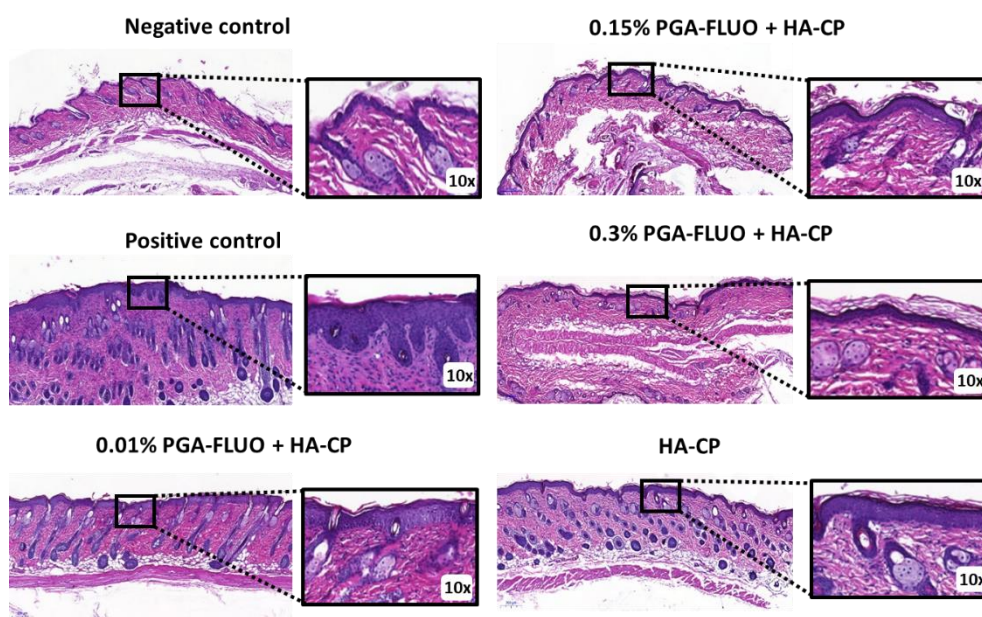 Negative control
10x
0.15% PGA-FLUO + HA-CP
10x
Positive control
10x
0.3% PGA-FLUO + HA-CP
10x
0.01% PGA-FLUO + HA-CP
10x
HA-CP
10x